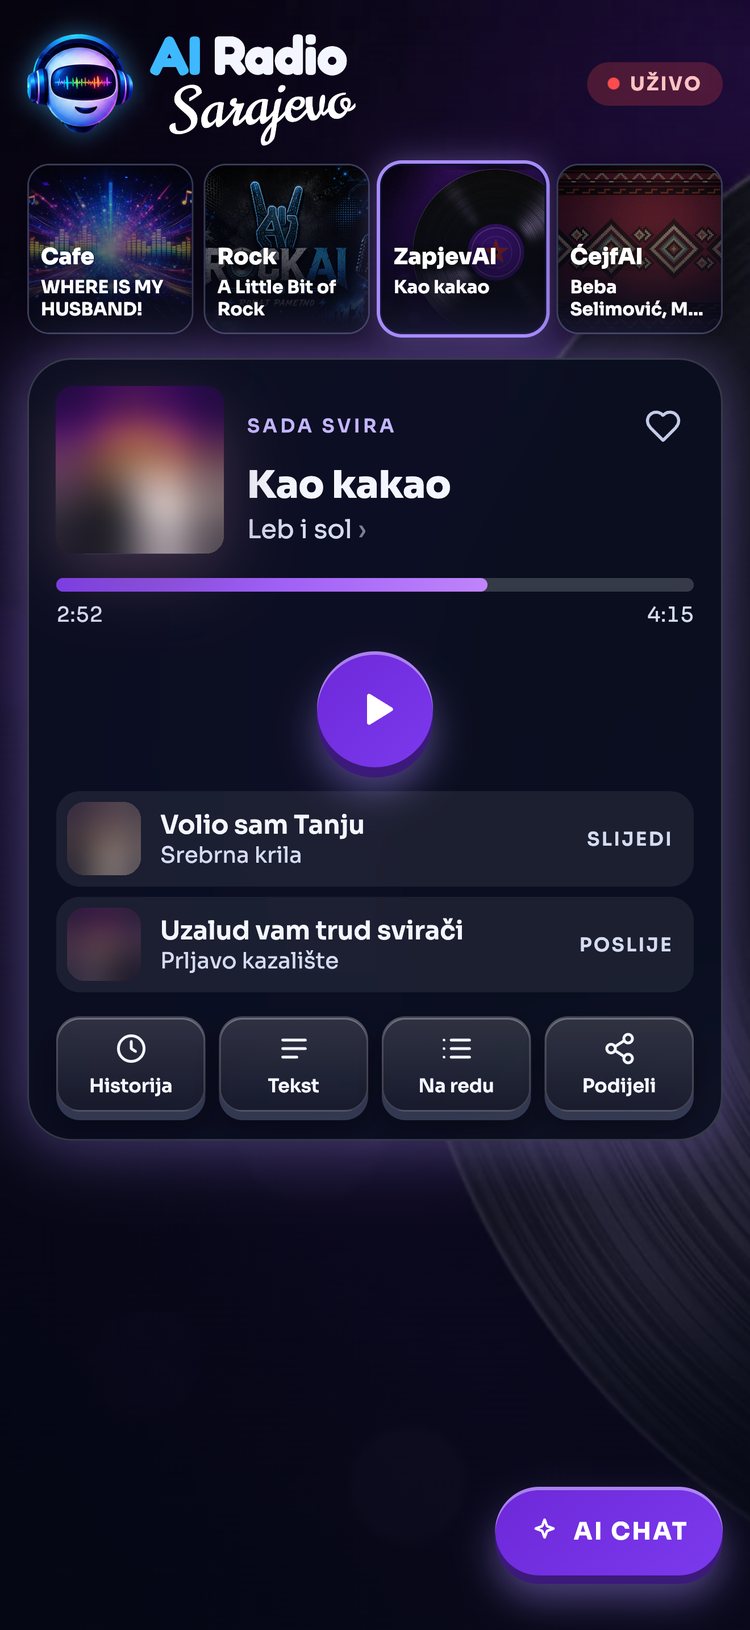 AI Radio
Sarajevo
UŽIVO
Cafe
WHERE IS MY
HUSBAND!
Rock
A Little Bit of
Rock
ZapjevAI
Kao kakao
ĆejfAI
Beba
Selimović, M...
SADA SVIRA
Kao kakao
Leb i sol ›
2:52
4:15
Volio sam Tanju
Srebrna krila
SLIJEDI
Uzalud vam trud svirači
Prljavo kazalište
POSLIJE
Historija
Tekst
Na redu
Podijeli
AI CHAT